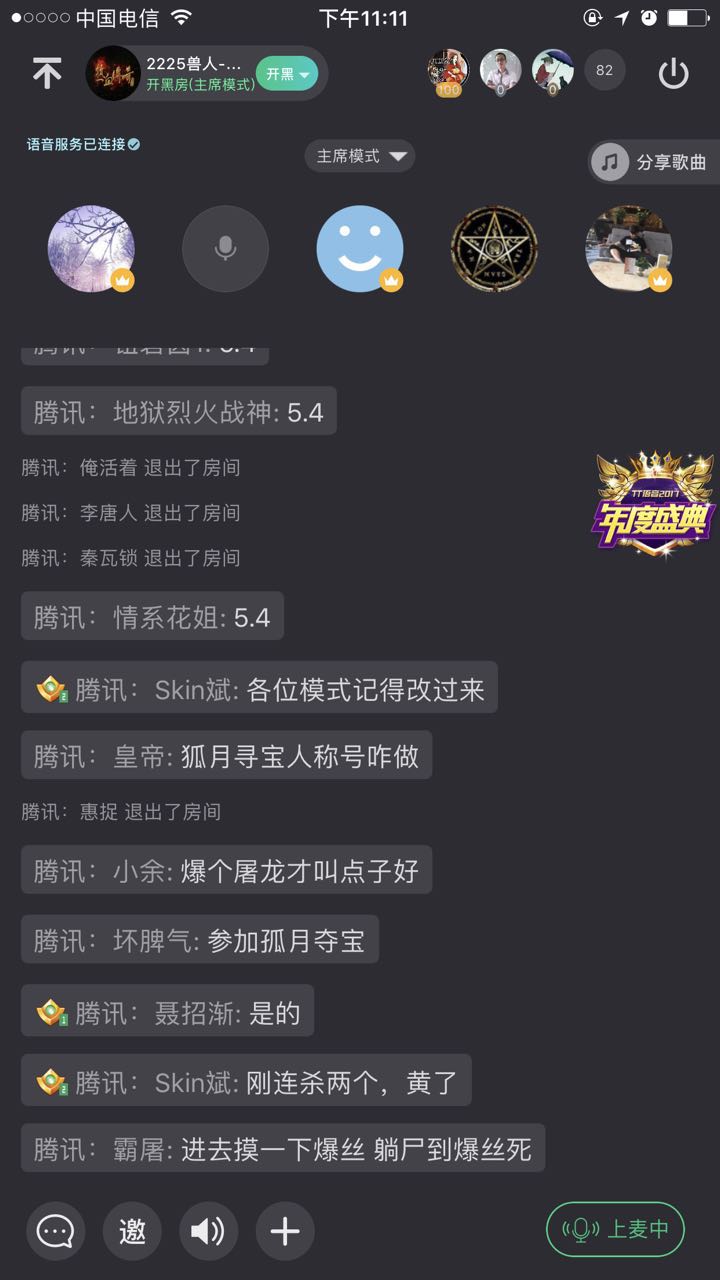 中国电信
下午11:11
2225兽人-...
开黑房(主席模式)
开黑
100
0
0
82
语音服务已连接
主席模式
分享歌曲
腾讯：地狱烈火战神: 5.4
腾讯：俺活着 退出了房间
腾讯：李唐人 退出了房间
TT语音2017
年度盛典
腾讯：秦瓦锁 退出了房间
腾讯：情系花姐: 5.4
2
腾讯：Skin斌: 各位模式记得改过来
腾讯：皇帝: 狐月寻宝人称号咋做
腾讯：惠捉 退出了房间
腾讯：小余: 爆个屠龙才叫点子好
腾讯：坏脾气: 参加孤月夺宝
1
腾讯：聂招渐: 是的
2
腾讯：Skin斌: 刚连杀两个，黄了
腾讯：霸屠: 进去摸一下爆丝 躺尸到爆丝死
邀
上麦中